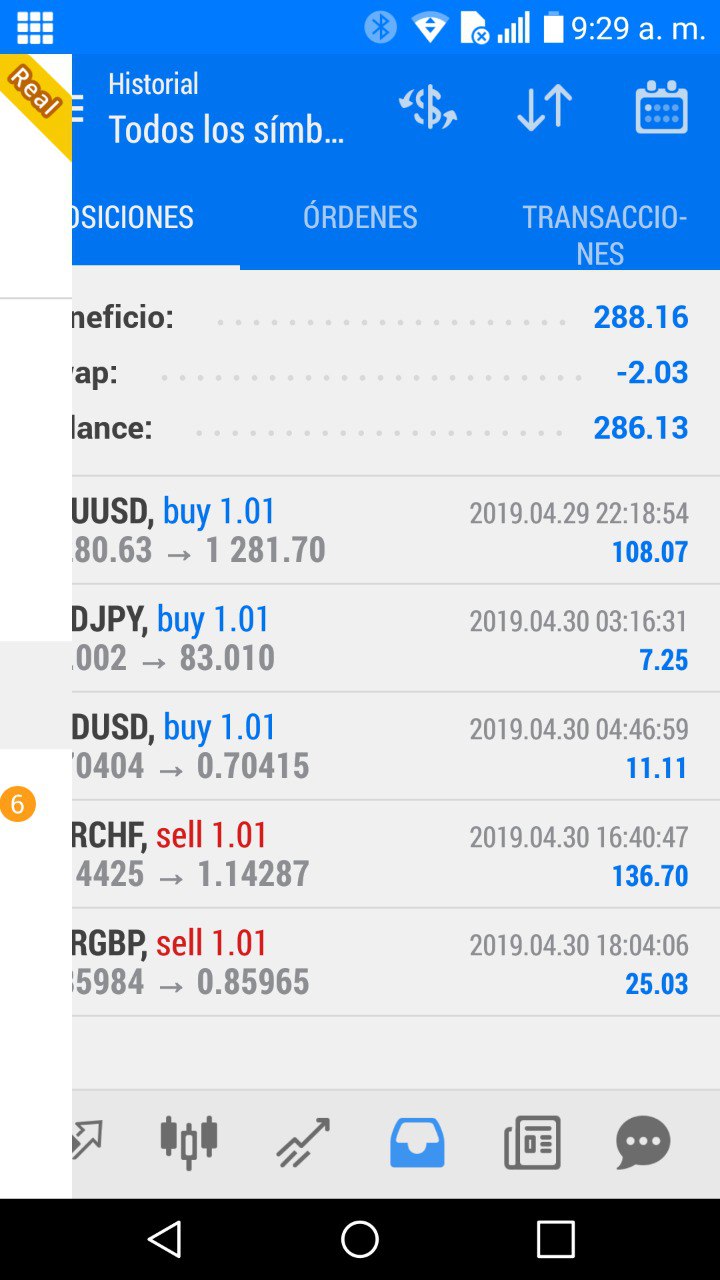 9:29 a. m.
Real
Historial
Todos los símb...
OSICIONES
ÓRDENES
TRANSACCIO-
NES
neficio: 288.16
ap: -2.03
lance: 286.13
UUSD, buy 1.01 2019.04.29 22:18:54
80.63 → 1 281.70 108.07
DJPY, buy 1.01 2019.04.30 03:16:31
.002 → 83.010 7.25
DUSD, buy 1.01 2019.04.30 04:46:59
0404 → 0.70415 11.11
6
RCHF, sell 1.01 2019.04.30 16:40:47
4425 → 1.14287 136.70
RGBP, sell 1.01 2019.04.30 18:04:06
5984 → 0.85965 25.03